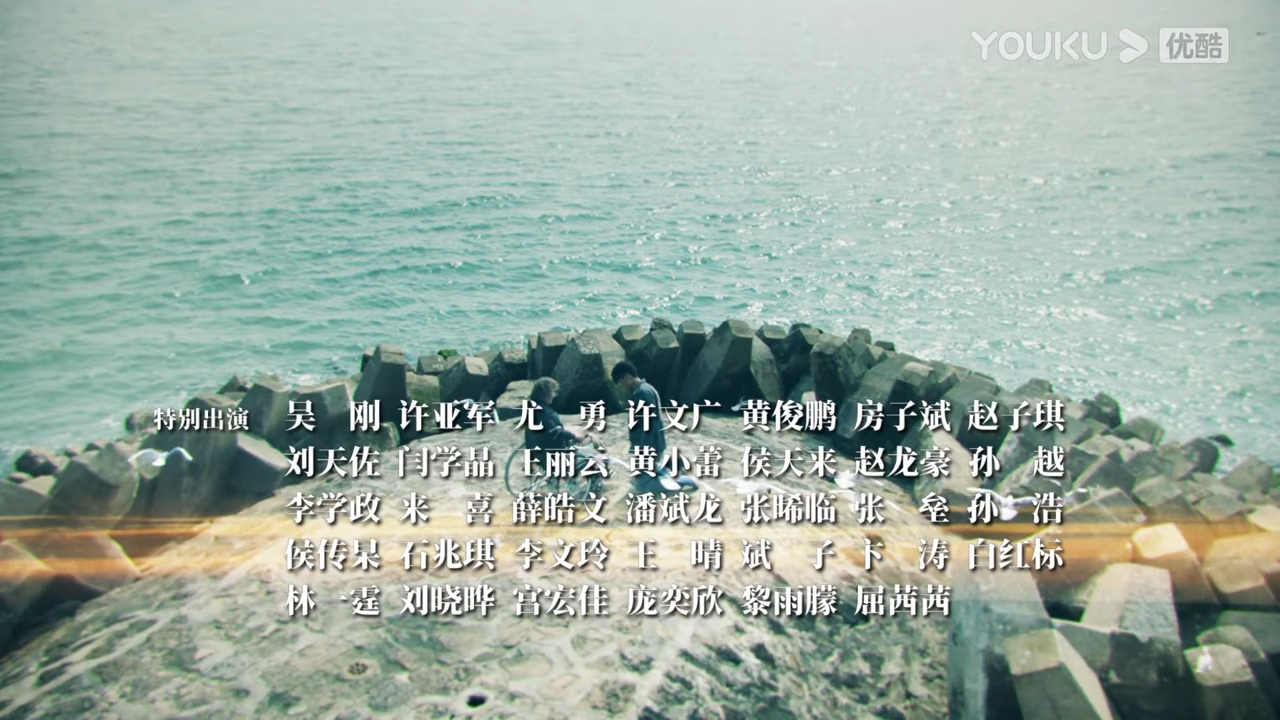 YOUKU 优酷
特别出演 吴 刚 许亚军 尤 勇 许文广 黄俊鹏 房子斌 赵子琪
刘天佐 闫学晶 王丽云 黄小蕾 侯天来 赵龙豪 孙 越
李学政 来 喜 薛皓文 潘斌龙 张晞临 张 垒 孙 浩
侯传杲 石兆琪 李文玲 王 晴 斌 子 卞 涛 白红标
林一霆 刘晓晔 宫宏佳 庞奕欣 黎雨朦 屈茜茜